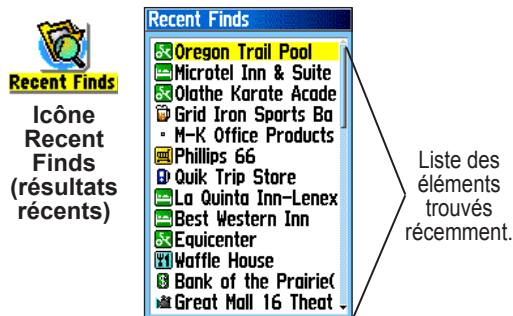 Recent Finds
Icône
Recent
Finds
(résultats
récents)
Recent Finds
Oregon Trail Pool
Microtel Inn & Suite
Olathe Karate Acade
Grid Iron Sports Ba
M-K Office Products
Phillips 66
Quik Trip Store
La Quinta Inn-Lenex
Best Western Inn
Equicenter
Waffle House
Bank of the Prairie(
Great Mall 16 Theat
Liste des
éléments
trouvés
récemment.